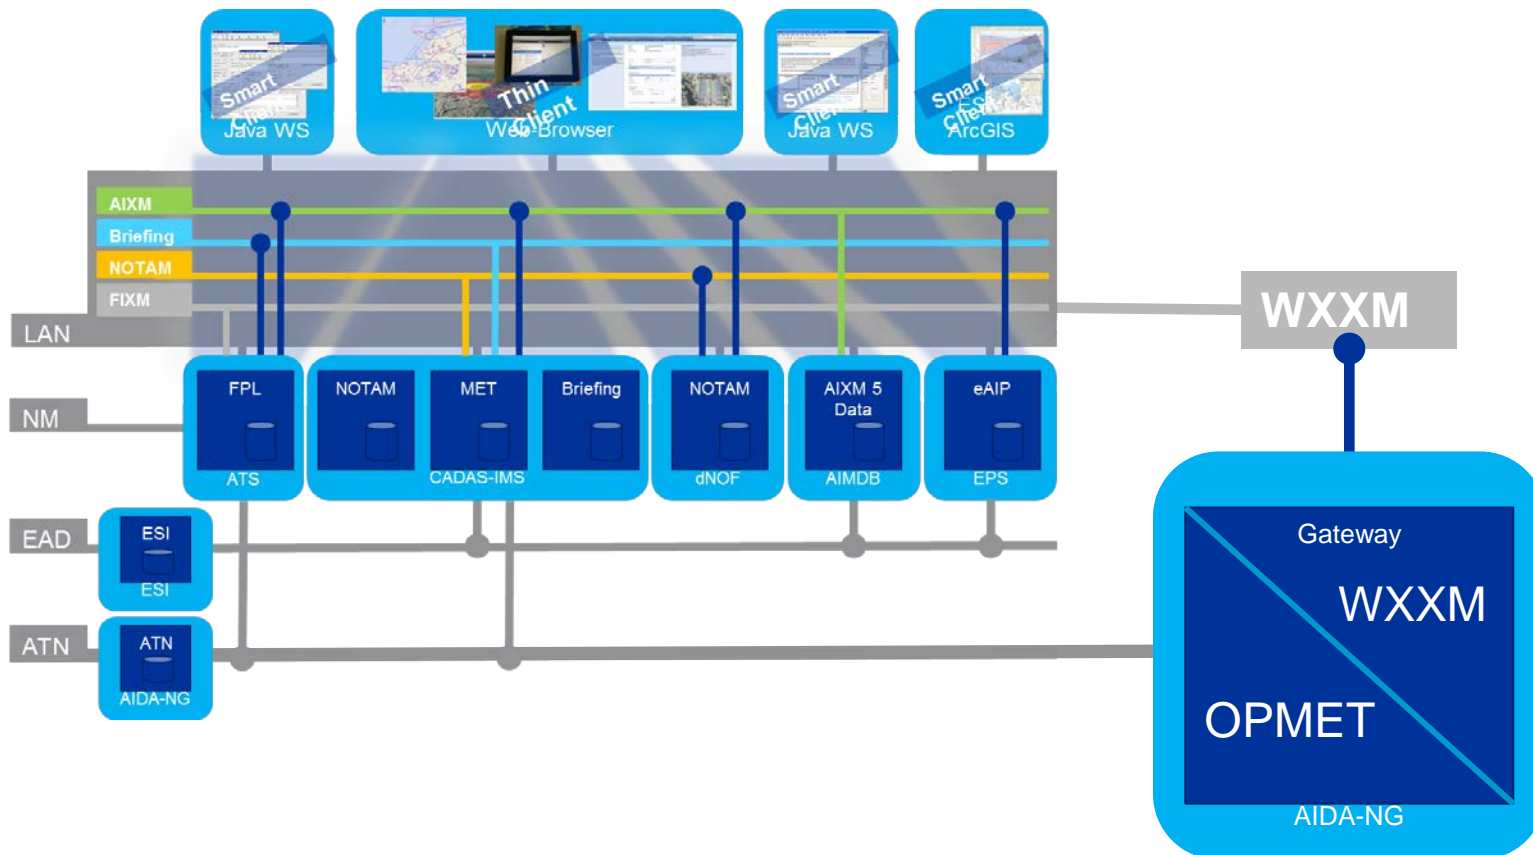 Smart
Client
Java WS
Thin
Client
Web-Browser
Smart
Client
Java WS
Smart
Client
ESRI
ArcGIS
AIXM
Briefing
NOTAM
FIXM
LAN
WXXM
NM
FPL
ATS
NOTAM
MET
Briefing
CADAS-IMS
NOTAM
dNOF
AIXM 5
Data
AIMDB
eAIP
EPS
EAD
ESI
ESI
ATN
ATN
AIDA-NG
Gateway
WXXM
OPMET
AIDA-NG